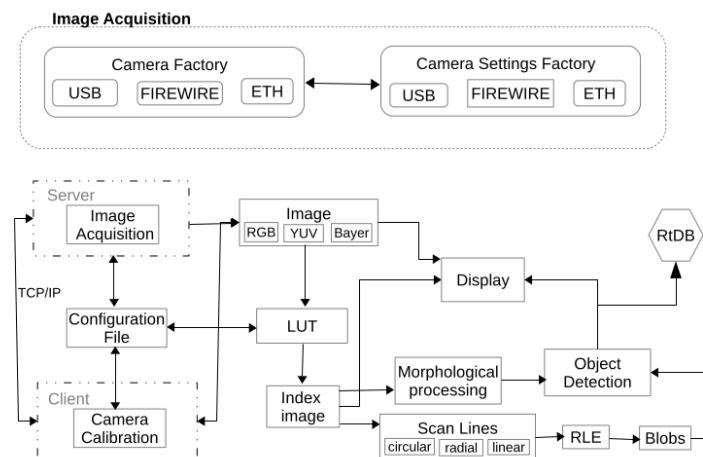 Image Acquisition
Camera Factory
USB
FIREWIRE
ETH
Camera Settings Factory
USB
FIREWIRE
ETH
Server
Image
Acquisition
Image
RGB
YUV
Bayer
RtDB
Display
TCP/IP
Configuration
File
LUT
Morphological
processing
Object
Detection
Index
image
Client
Camera
Calibration
Scan Lines
circular
radial
linear
RLE
Blobs